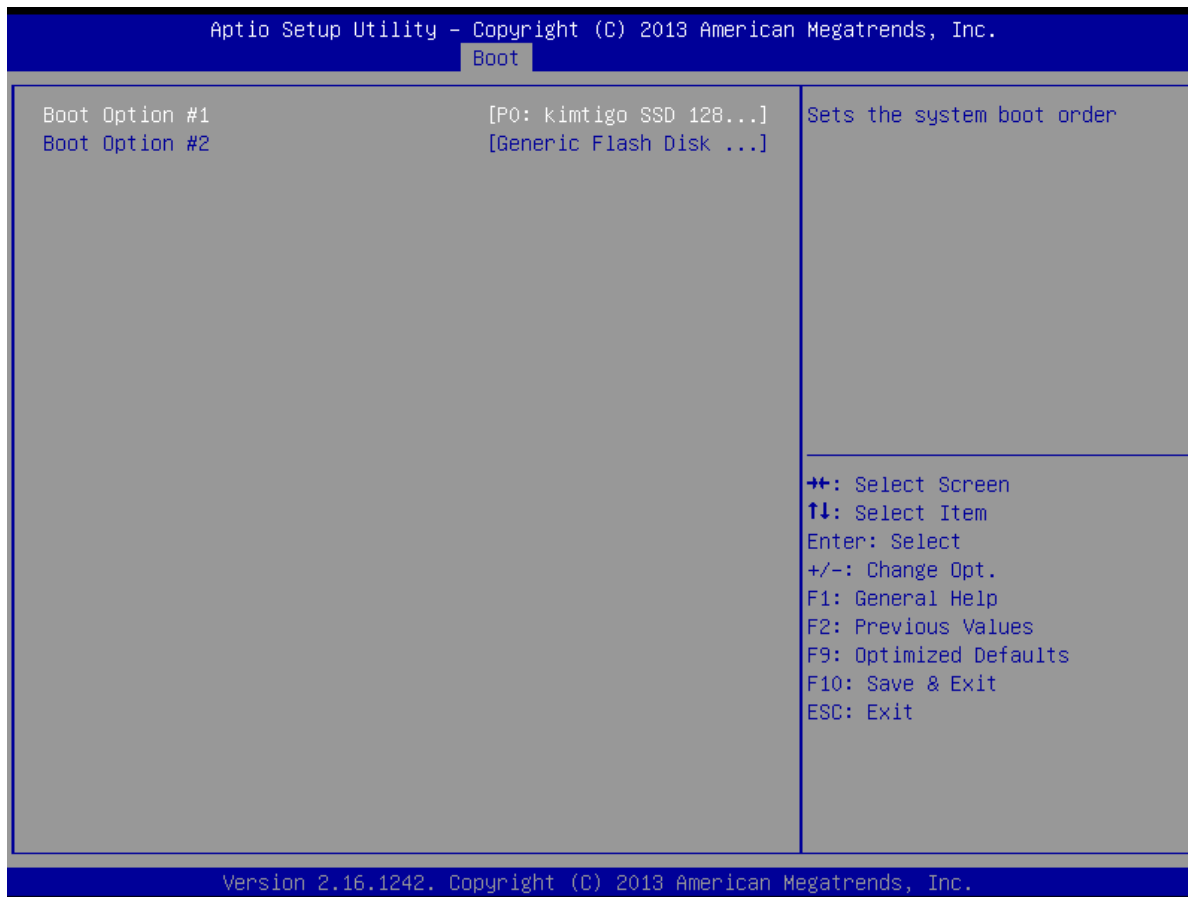 Aptio Setup Utility – Copyright (C) 2013 American Megatrends, Inc.
Boot
Boot Option #1 [P0: kimtigo SSD 128...]
Boot Option #2 [Generic Flash Disk ...]
Sets the system boot order
→←: Select Screen
↑↓: Select Item
Enter: Select
+/-: Change Opt.
F1: General Help
F2: Previous Values
F9: Optimized Defaults
F10: Save & Exit
ESC: Exit
Version 2.16.1242. Copyright (C) 2013 American Megatrends, Inc.